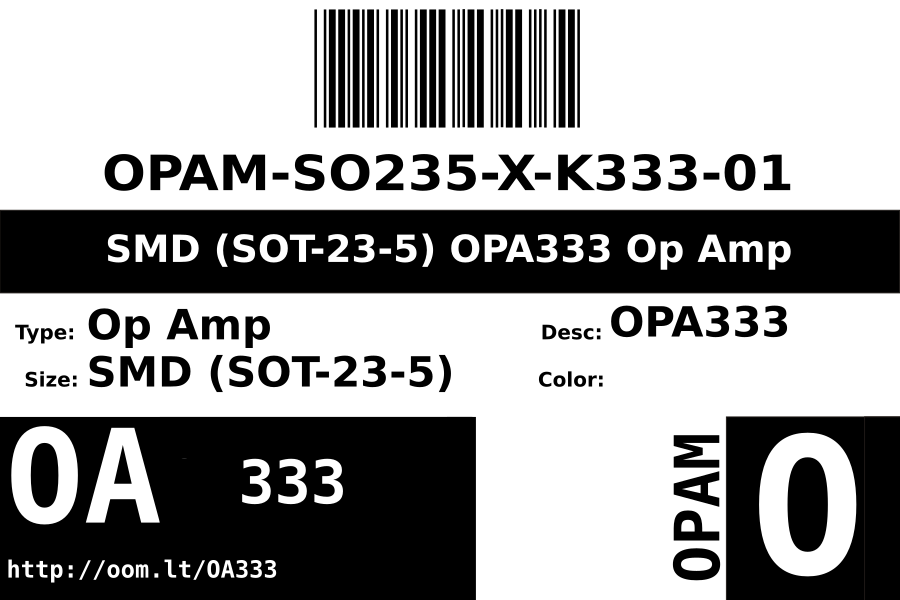 OPAM-SO235-X-K333-01
SMD (SOT-23-5) OPA333 Op Amp
Type: Op Amp
Desc: OPA333
Size: SMD (SOT-23-5)
Color:
OA
333
http://oom.lt/OA333
OPAM
O